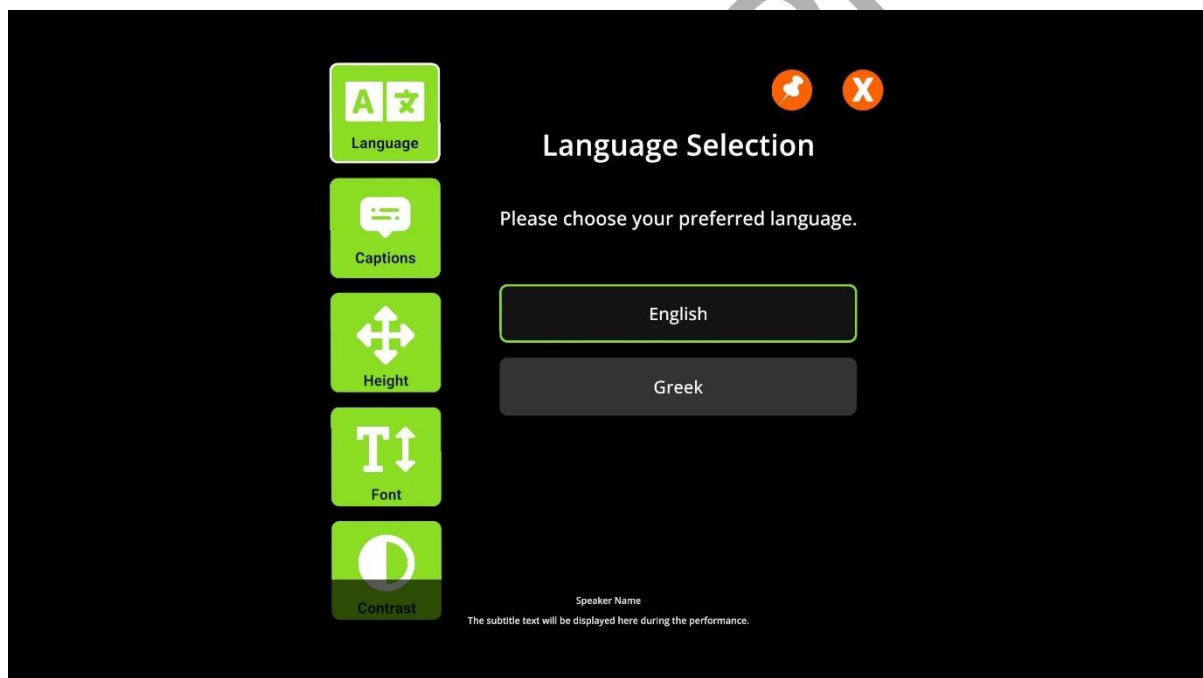 A 文
Language
Captions
Height
T
Font
Contrast
X
Language Selection
Please choose your preferred language.
English
Greek
Speaker Name
The subtitle text will be displayed here during the performance.